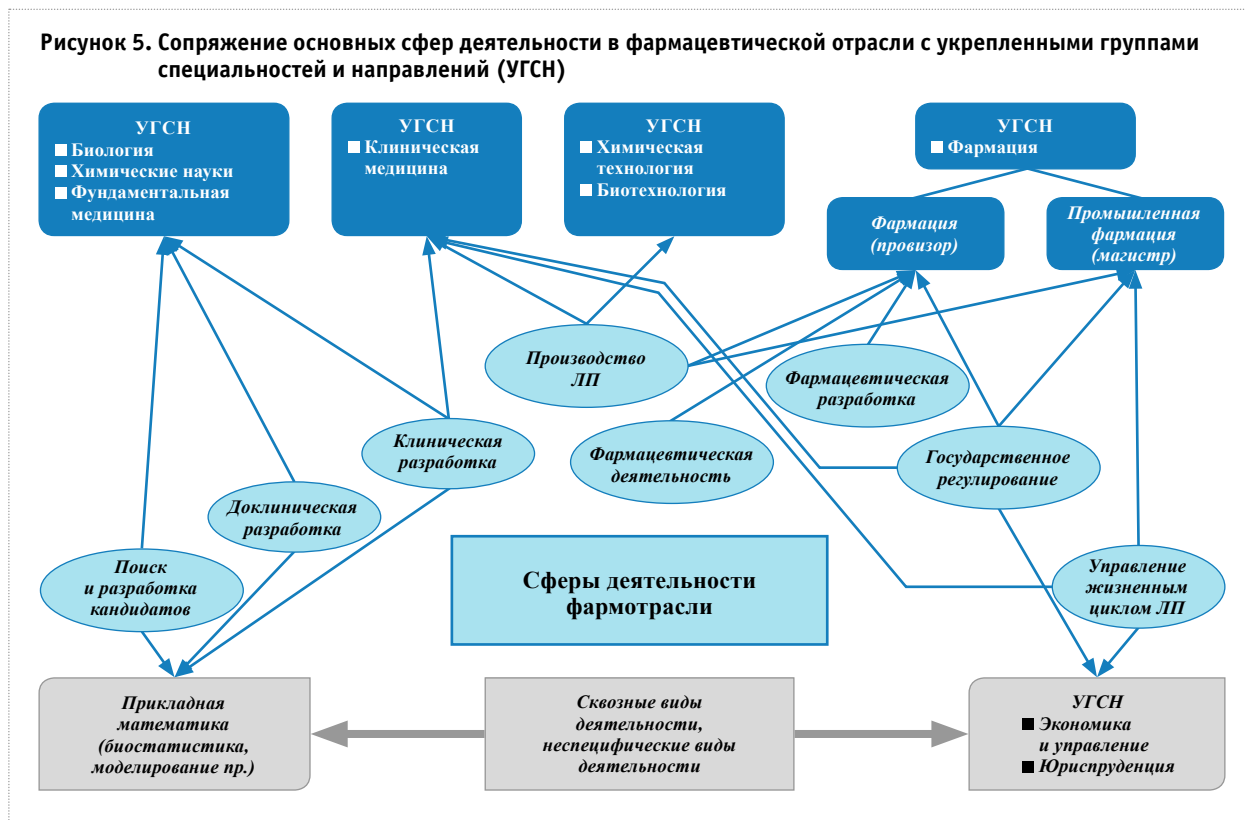 Рисунок 5. Сопряжение основных сфер деятельности в фармацевтической отрасли с укрепленными группами
специальностей и направлений (УГСН)
УГСН
Биология
Химические науки
Фундаментальная
медицина
УГСН
Клиническая
медицина
УГСН
Химическая
технология
Биотехнология
УГСН
Фармация
Фармация
(провизор)
Промышленная
фармация
(магистр)
Производство
ЛП
Фармацевтическая
разработка
Клиническая
разработка
Фармацевтическая
деятельность
Государственное
регулирование
Доклиническая
разработка
Поиск
и разработка
кандидатов
Сферы деятельности
фармотрасли
Управление
жизненным
циклом ЛП
Прикладная
математика
(биостатистика,
моделирование пр.)
Сквозные виды
деятельности,
неспецифические виды
деятельности
УГСН
Экономика
и управление
Юриспруденция